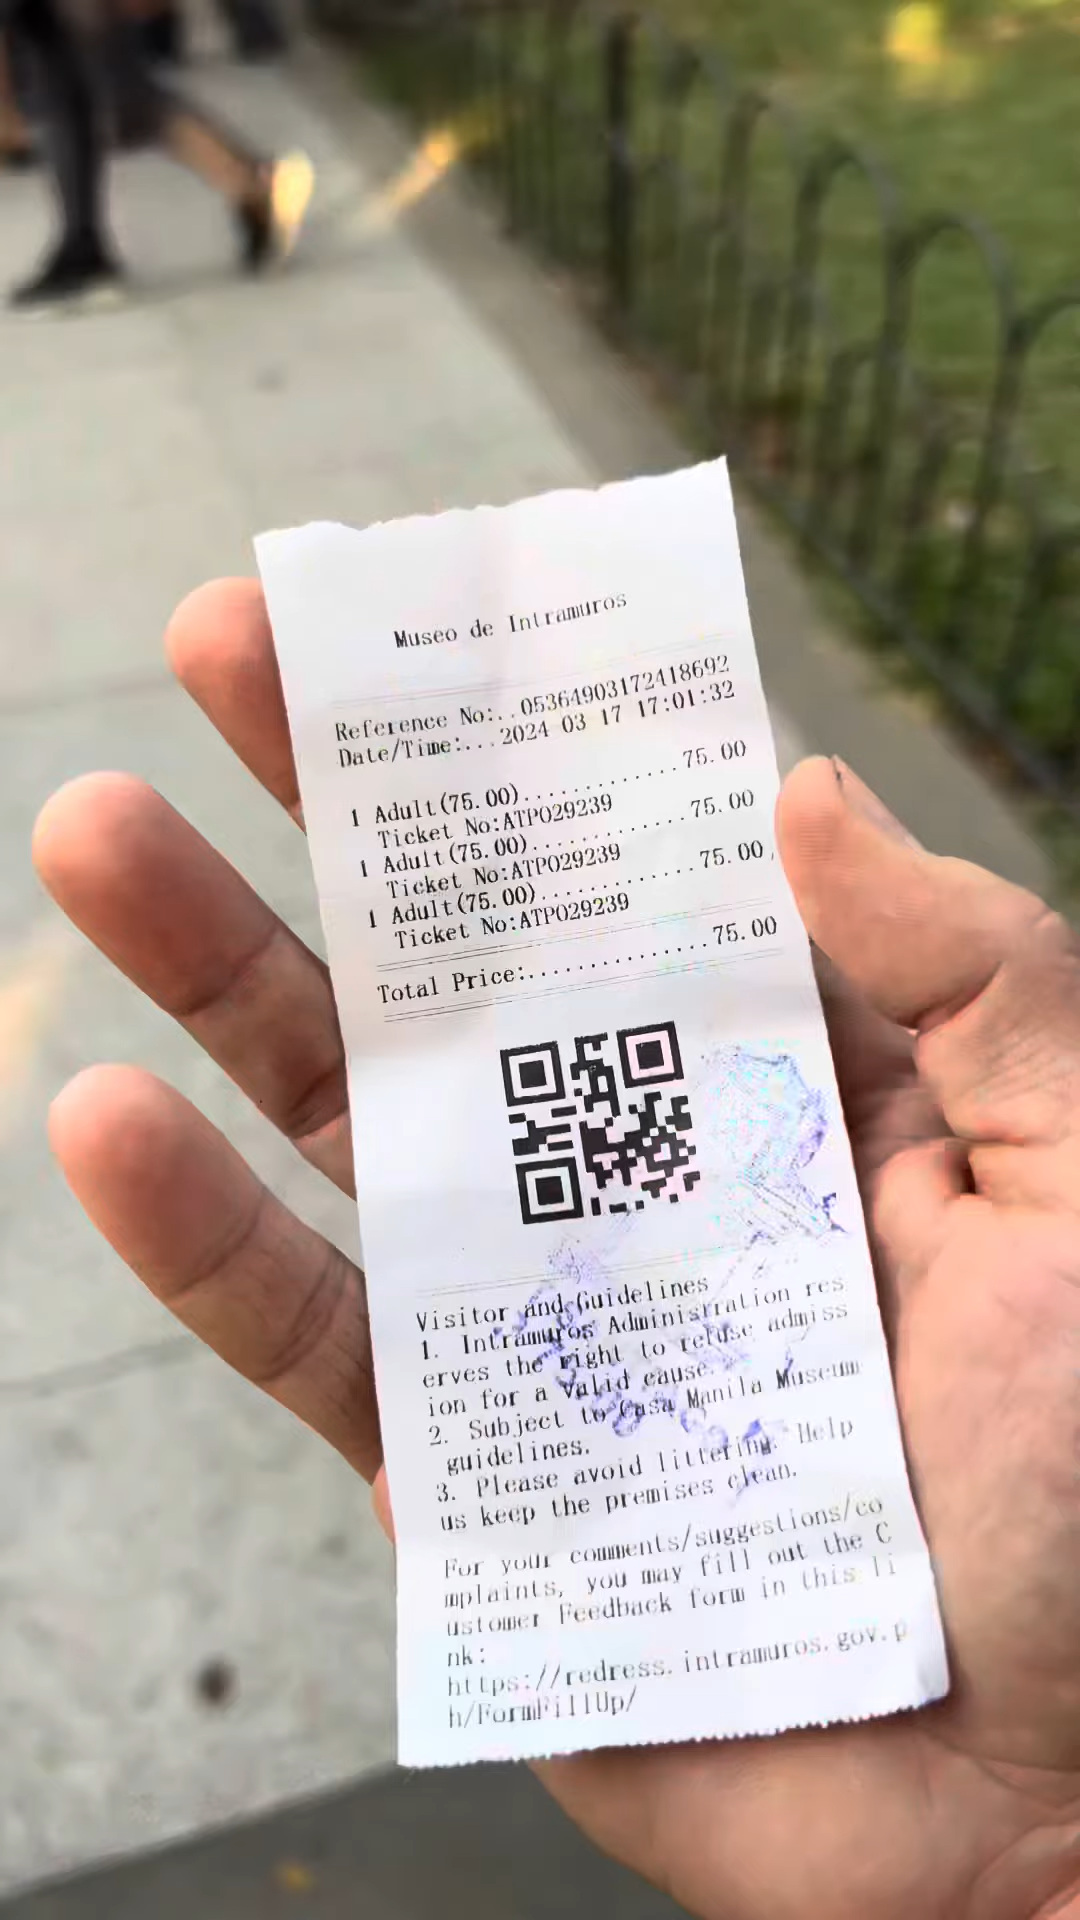 Museo de Intramuros
Reference No:..05364903172418692
Date/Time:...2024 03 17 17:01:32
1 Adult(75.00).............75.00
Ticket No:ATP029239
1 Adult(75.00).............75.00
Ticket No:ATP029239
1 Adult(75.00).............75.00
Ticket No:ATP029239
Total Price:...............75.00
Visitor and Guidelines
1. Intramuros Administration res
erves the right to refuse admiss
ion for a valid cause.
2. Subject to Casa Manila Museum
guidelines.
3. Please avoid littering. Help
us keep the premises clean.
For your comments/suggestions/co
mplaints, you may fill out the C
ustomer Feedback form in this li
nk:
https://redress.intramuros.gov.p
h/FormFillUp/